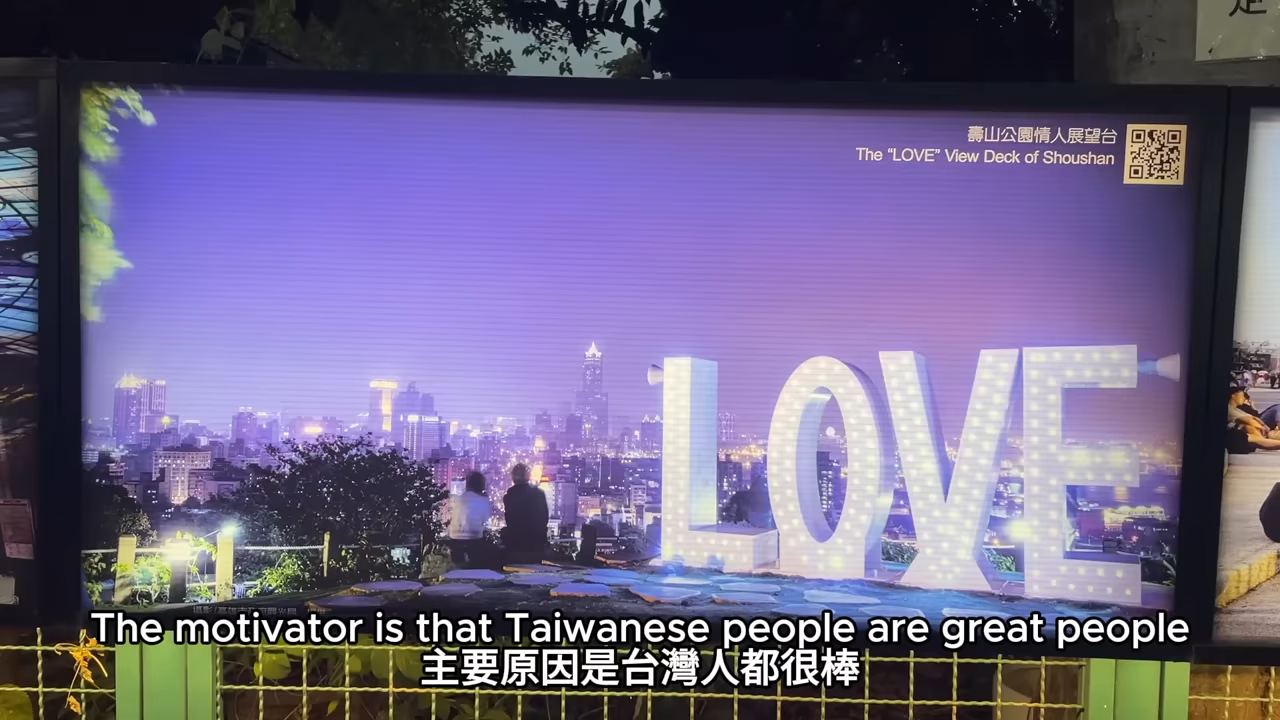 定
壽山公園情人展望台
The “LOVE” View Deck of Shoushan
LOVE
The motivator is that Taiwanese people are great people
主要原因是台灣人都很棒